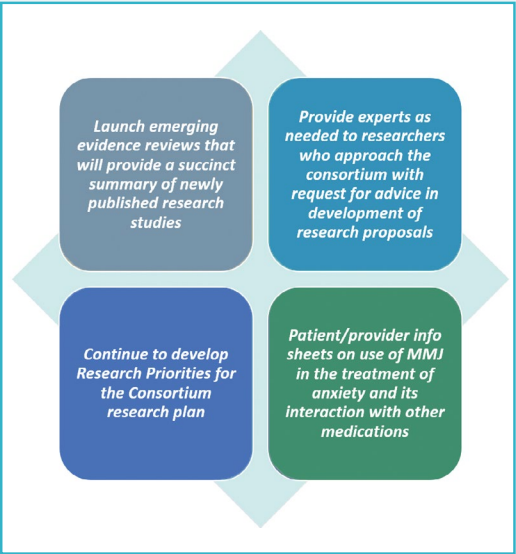 Launch emerging
evidence reviews that
will provide a succinct
summary of newly
published research
studies
Provide experts as
needed to researchers
who approach the
consortium with
request for advice in
development of
research proposals
Continue to develop
Research Priorities for
the Consortium
research plan
Patient/provider info
sheets on use of MMJ
in the treatment of
anxiety and its
interaction with other
medications